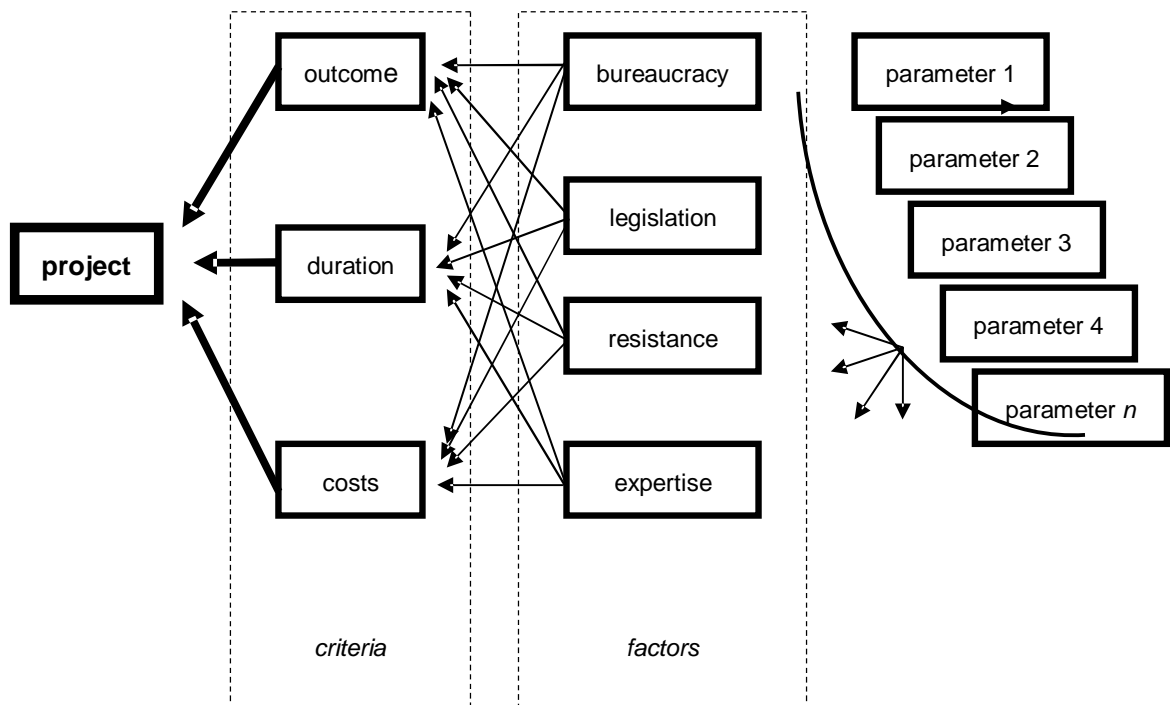 outcome
bureaucracy
parameter 1
parameter 2
legislation
parameter 3
project
duration
parameter 4
resistance
parameter n
costs
expertise
criteria
factors